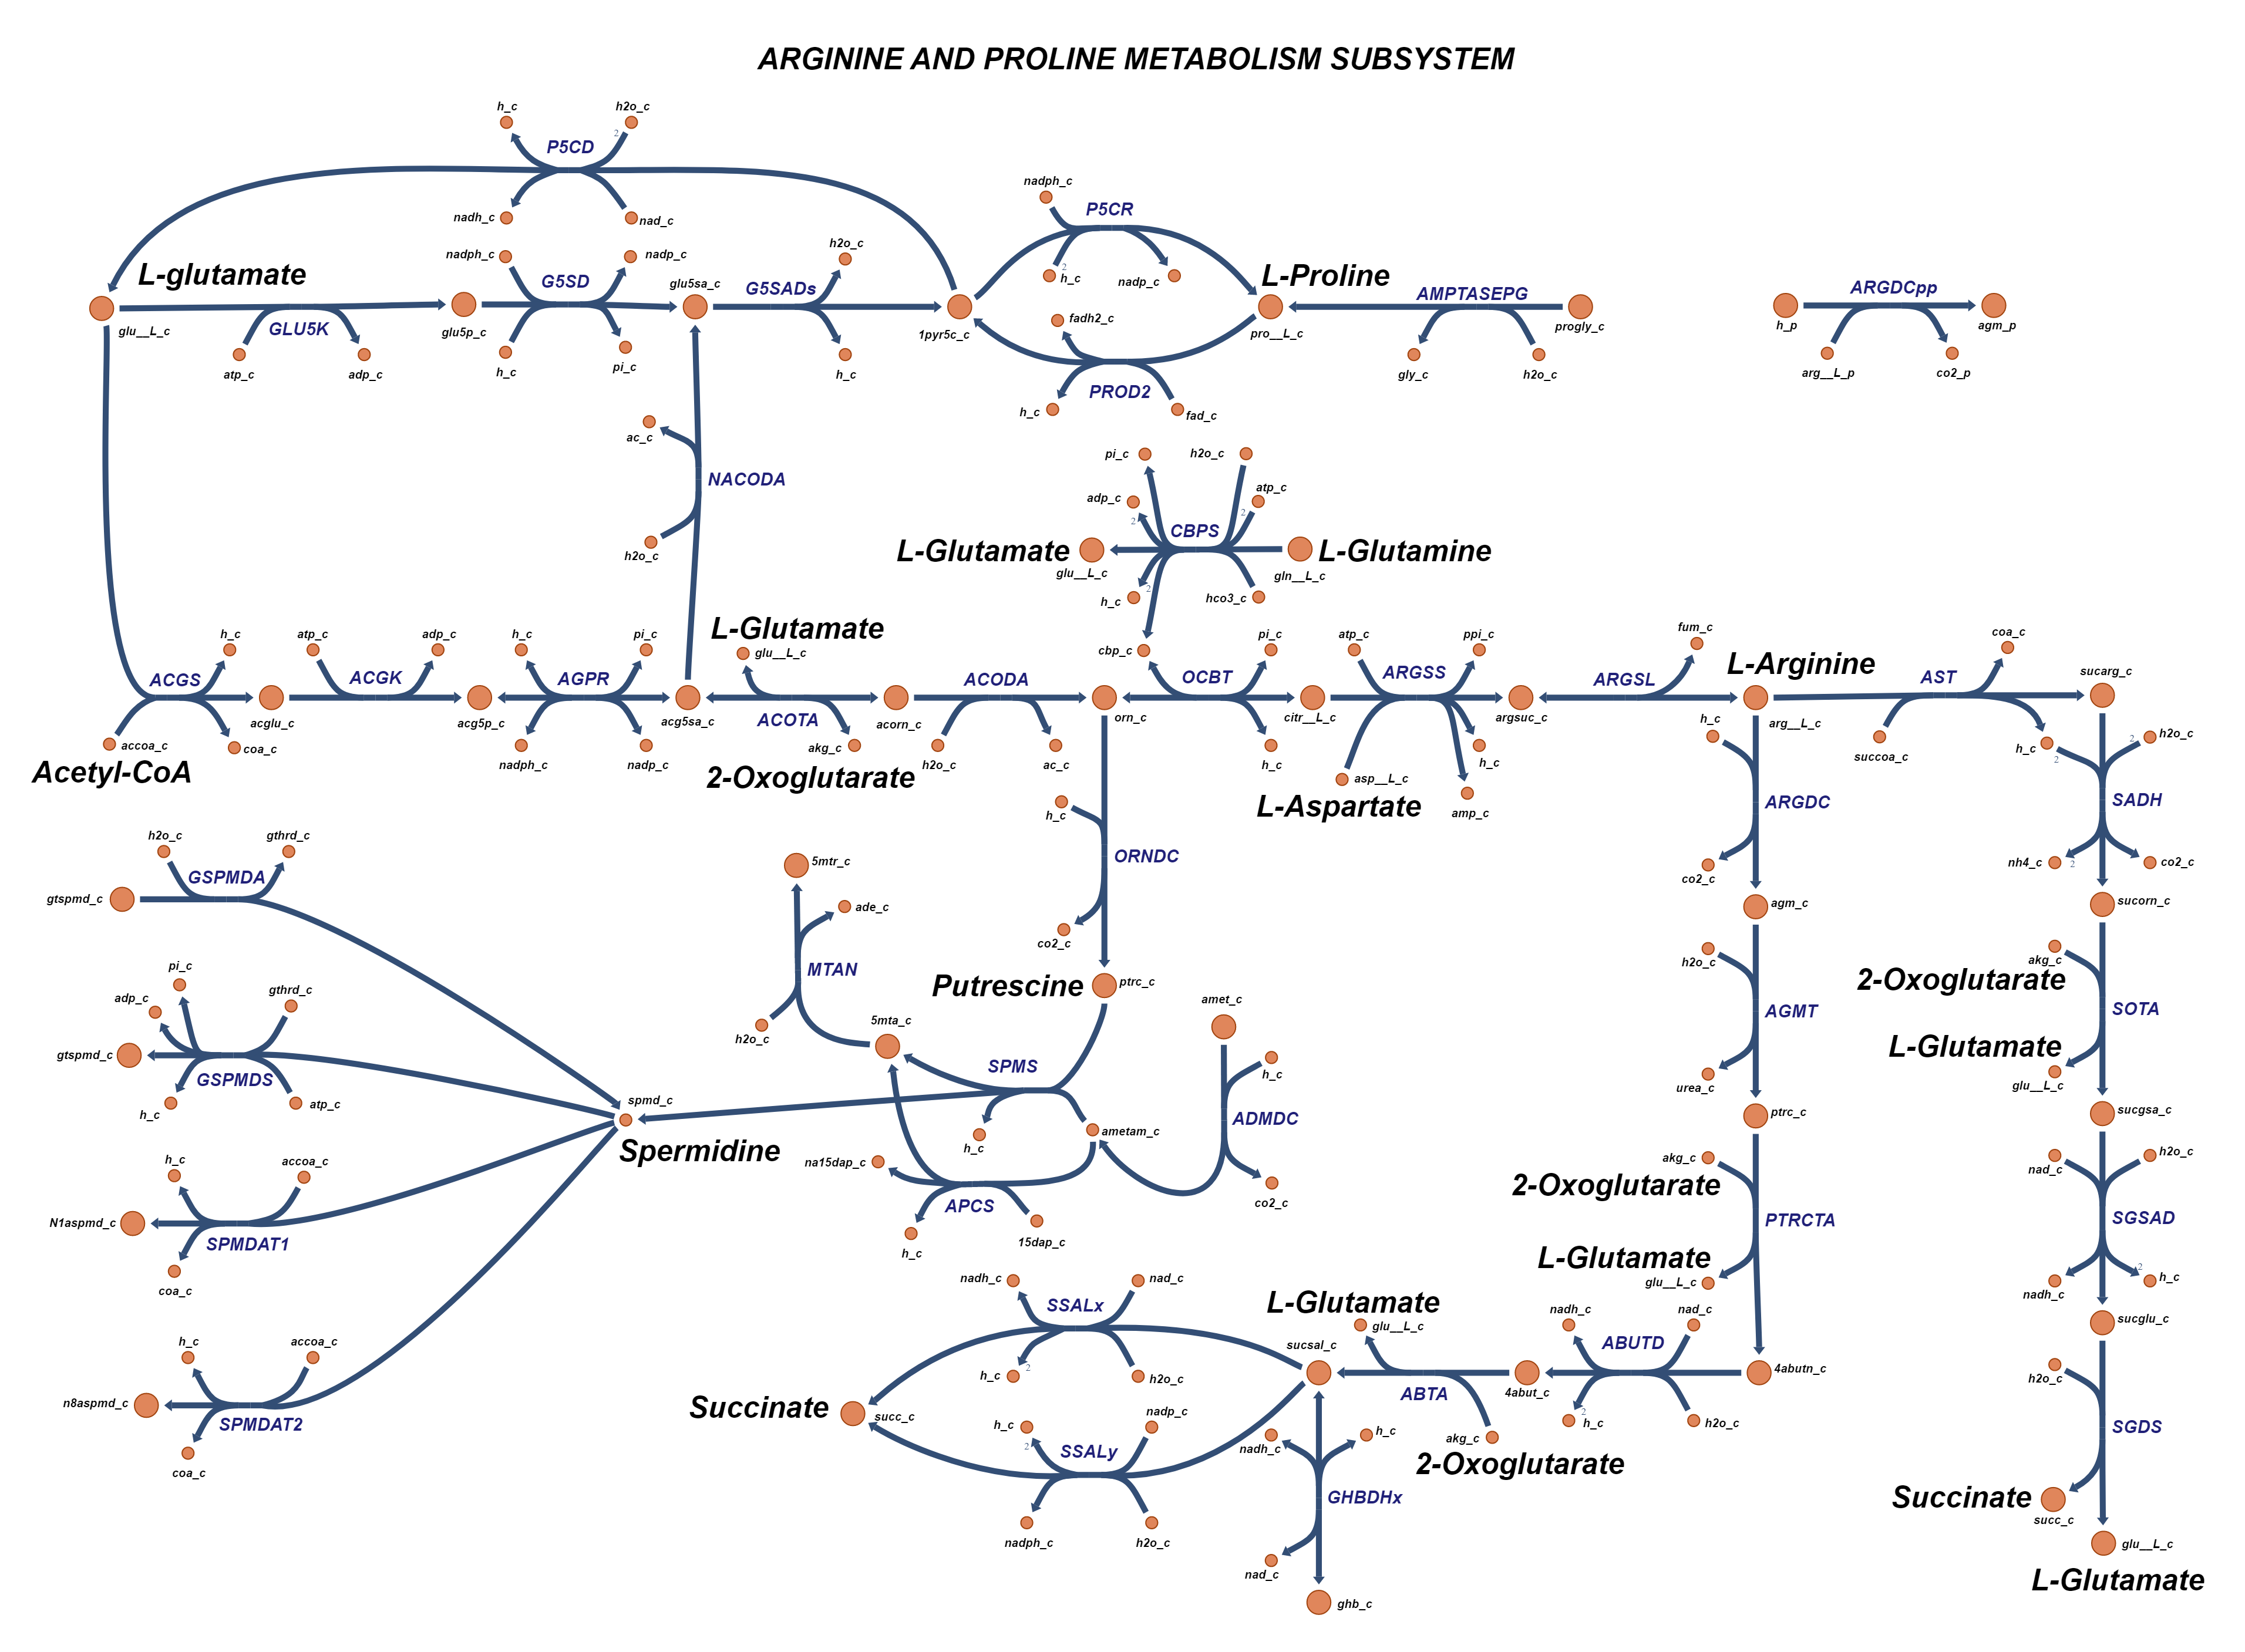 ARGININE AND PROLINE METABOLISM SUBSYSTEM
h_c
h2o_c
2
P5CD
nadh_c
nad_c
nadph_c
P5CR
2
h_c
nadp_c
L-glutamate
glu__L_c
GLU5K
atp_c
adp_c
glu5p_c
nadph_c
nadp_c
G5SD
h_c
pi_c
glu5sa_c
G5SADs
h2o_c
h_c
1pyr5c_c
L-Proline
pro__L_c
fadh2_c
PROD2
h_c
fad_c
AMPTASEPG
progly_c
gly_c
h2o_c
ARGDCpp
h_p
agm_p
arg__L_p
co2_p
ac_c
NACODA
h2o_c
pi_c
h2o_c
adp_c
2
atp_c
2
CBPS
L-Glutamate
glu__L_c
L-Glutamine
gln__L_c
h_c
2
hco3_c
cbp_c
h_c
ACGS
accoa_c
Acetyl-CoA
coa_c
acglu_c
atp_c
adp_c
ACGK
acg5p_c
h_c
pi_c
AGPR
nadph_c
nadp_c
acg5sa_c
L-Glutamate
glu__L_c
ACOTA
akg_c
2-Oxoglutarate
acorn_c
ACODA
h2o_c
ac_c
orn_c
OCBT
pi_c
h_c
citr__L_c
atp_c
ppi_c
ARGSS
asp__L_c
L-Aspartate
h_c
amp_c
argsuc_c
ARGSL
fum_c
L-Arginine
arg__L_c
AST
coa_c
succoa_c
h_c
sucarg_c
2
2
h2o_c
SADH
nh4_c
2
co2_c
sucorn_c
h_c
ARGDC
co2_c
agm_c
h_c
ORNDC
co2_c
Putrescine
ptrc_c
h2o_c
gthrd_c
GSPMDA
gtspmd_c
pi_c
adp_c
gthrd_c
gtspmd_c
GSPMDS
h_c
atp_c
5mtr_c
ade_c
MTAN
h2o_c
5mta_c
SPMS
h_c
spmd_c
Spermidine
amet_c
h_c
ADMDC
ametam_c
co2_c
na15dap_c
APCS
h_c
15dap_c
h_c
accoa_c
N1aspmd_c
SPMDAT1
coa_c
h_c
accoa_c
n8aspmd_c
SPMDAT2
coa_c
h2o_c
AGMT
urea_c
ptrc_c
akg_c
2-Oxoglutarate
PTRCTA
L-Glutamate
glu__L_c
4abutn_c
akg_c
2-Oxoglutarate
SOTA
L-Glutamate
glu__L_c
sucgsa_c
nad_c
h2o_c
SGSAD
nadh_c
2
h_c
sucglu_c
h2o_c
SGDS
Succinate
succ_c
glu__L_c
L-Glutamate
nadh_c
nad_c
ABUTD
2
h_c
h2o_c
4abut_c
L-Glutamate
glu__L_c
ABTA
akg_c
2-Oxoglutarate
sucsal_c
nadh_c
nad_c
SSALx
h_c
2
h2o_c
Succinate
succ_c
h_c
2
nadp_c
SSALy
nadph_c
h2o_c
nadh_c
h_c
GHBDHx
nad_c
ghb_c